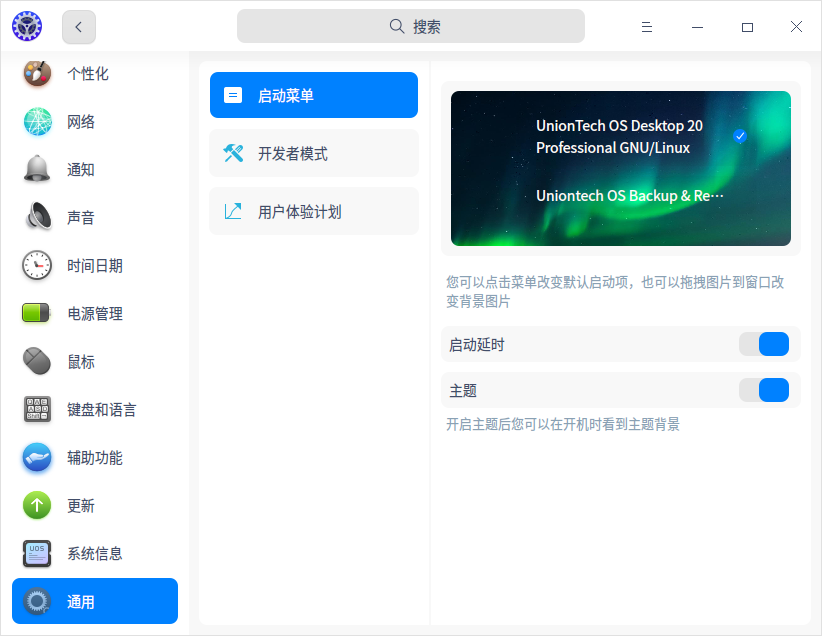 搜索
个性化
网络
通知
声音
时间日期
电源管理
鼠标
键盘和语言
辅助功能
更新
UOS
系统信息
通用
启动菜单
开发者模式
用户体验计划
UnionTech OS Desktop 20
Professional GNU/Linux
Uniontech OS Backup & Re···
您可以点击菜单改变默认启动项，也可以拖拽图片到窗口改
变背景图片
启动延时
主题
开启主题后您可以在开机时看到主题背景